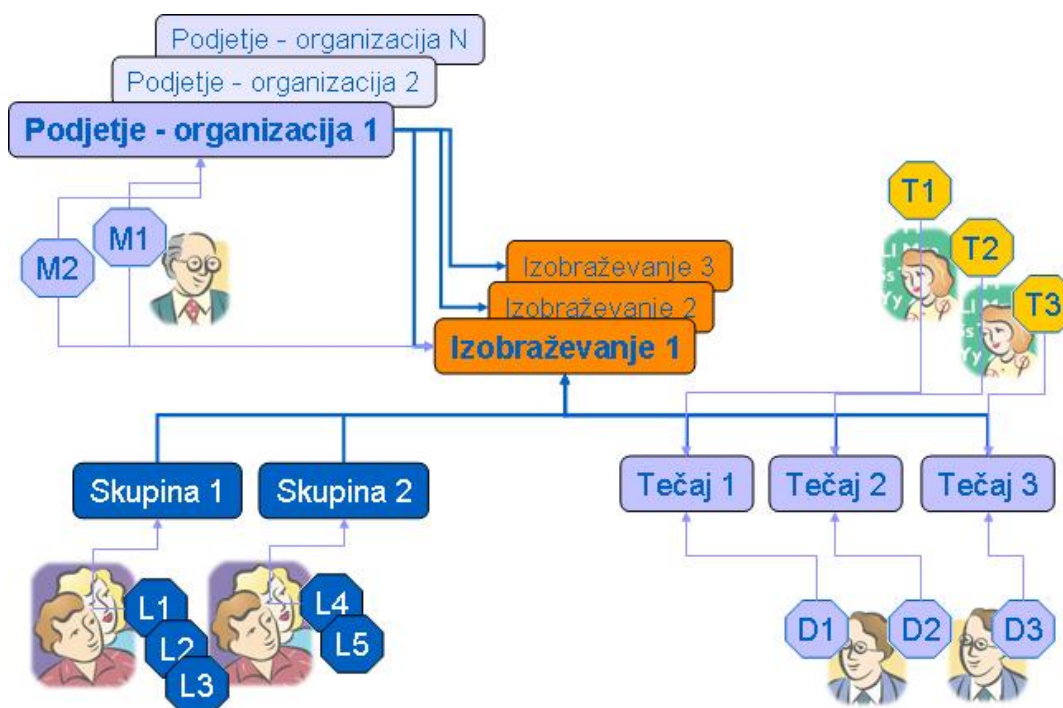 Podjetje - organizacija N
Podjetje - organizacija 2
Podjetje - organizacija 1
M1
M2
T1
T2
T3
Izobraževanje 3
Izobraževanje 2
Izobraževanje 1
Skupina 1
Skupina 2
Tečaj 1
Tečaj 2
Tečaj 3
L1
L2
L3
L4
L5
D1
D2
D3